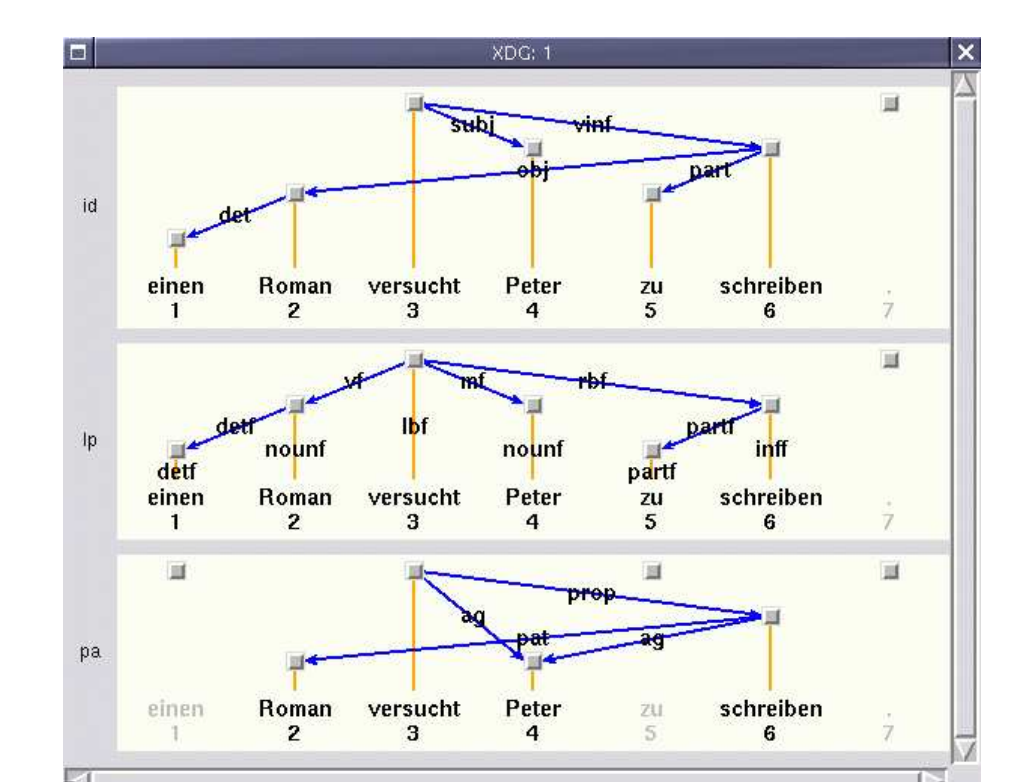 XDG: 1
subj vinf
obj part
id
det
einen Roman versucht Peter zu schreiben .
1 2 3 4 5 6 7
vf mf rbf
detf lbf partf
lp
nounf nounf inff
detf partf
einen Roman versucht Peter zu schreiben .
1 2 3 4 5 6 7
prop
ag
pat ag
pa
einen Roman versucht Peter zu schreiben .
1 2 3 4 5 6 7